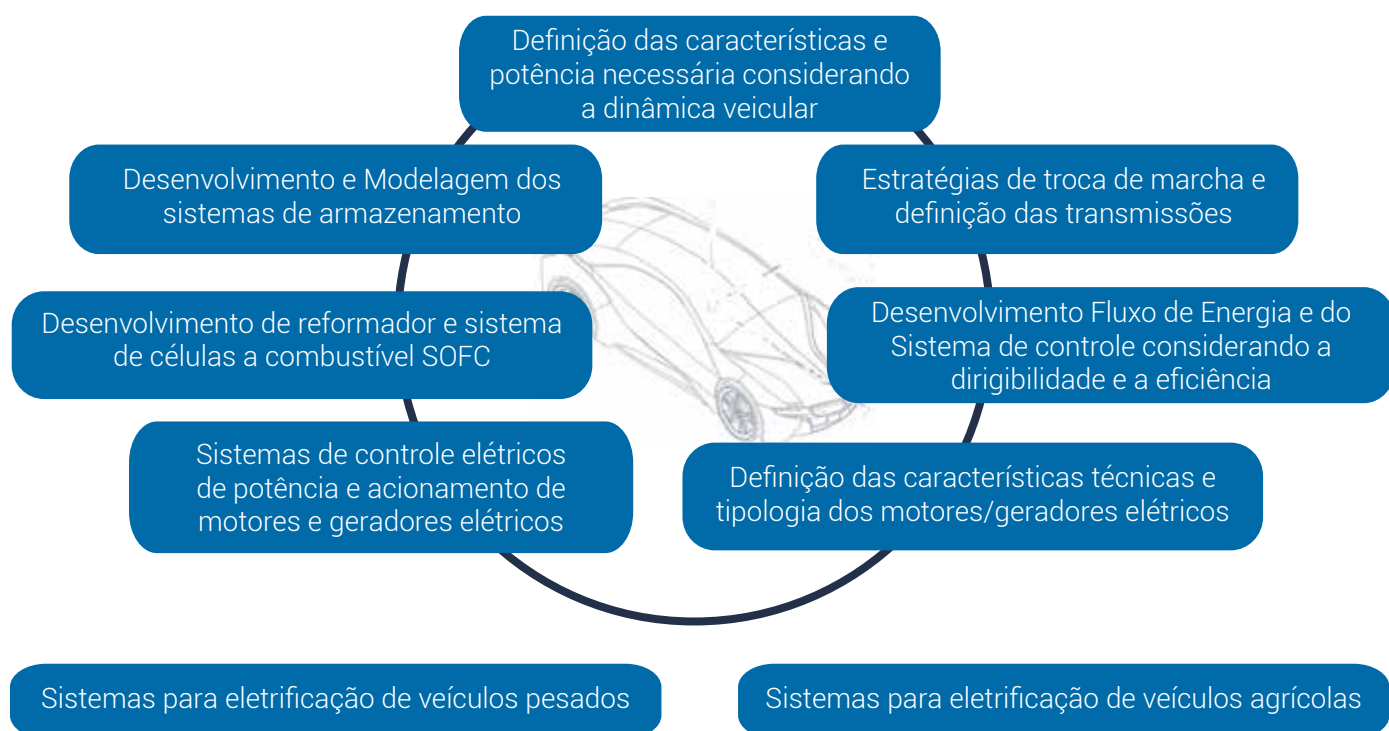 Definição das características e
potência necessária considerando
a dinâmica veicular
Desenvolvimento e Modelagem dos
sistemas de armazenamento
Estratégias de troca de marcha e
definição das transmissões
Desenvolvimento de reformador e sistema
de células a combustível SOFC
Desenvolvimento Fluxo de Energia e do
Sistema de controle considerando a
dirigibilidade e a eficiência
Sistemas de controle elétricos
de potência e acionamento de
motores e geradores elétricos
Definição das características técnicas e
tipologia dos motores/geradores elétricos
Sistemas para eletrificação de veículos pesados
Sistemas para eletrificação de veículos agrícolas